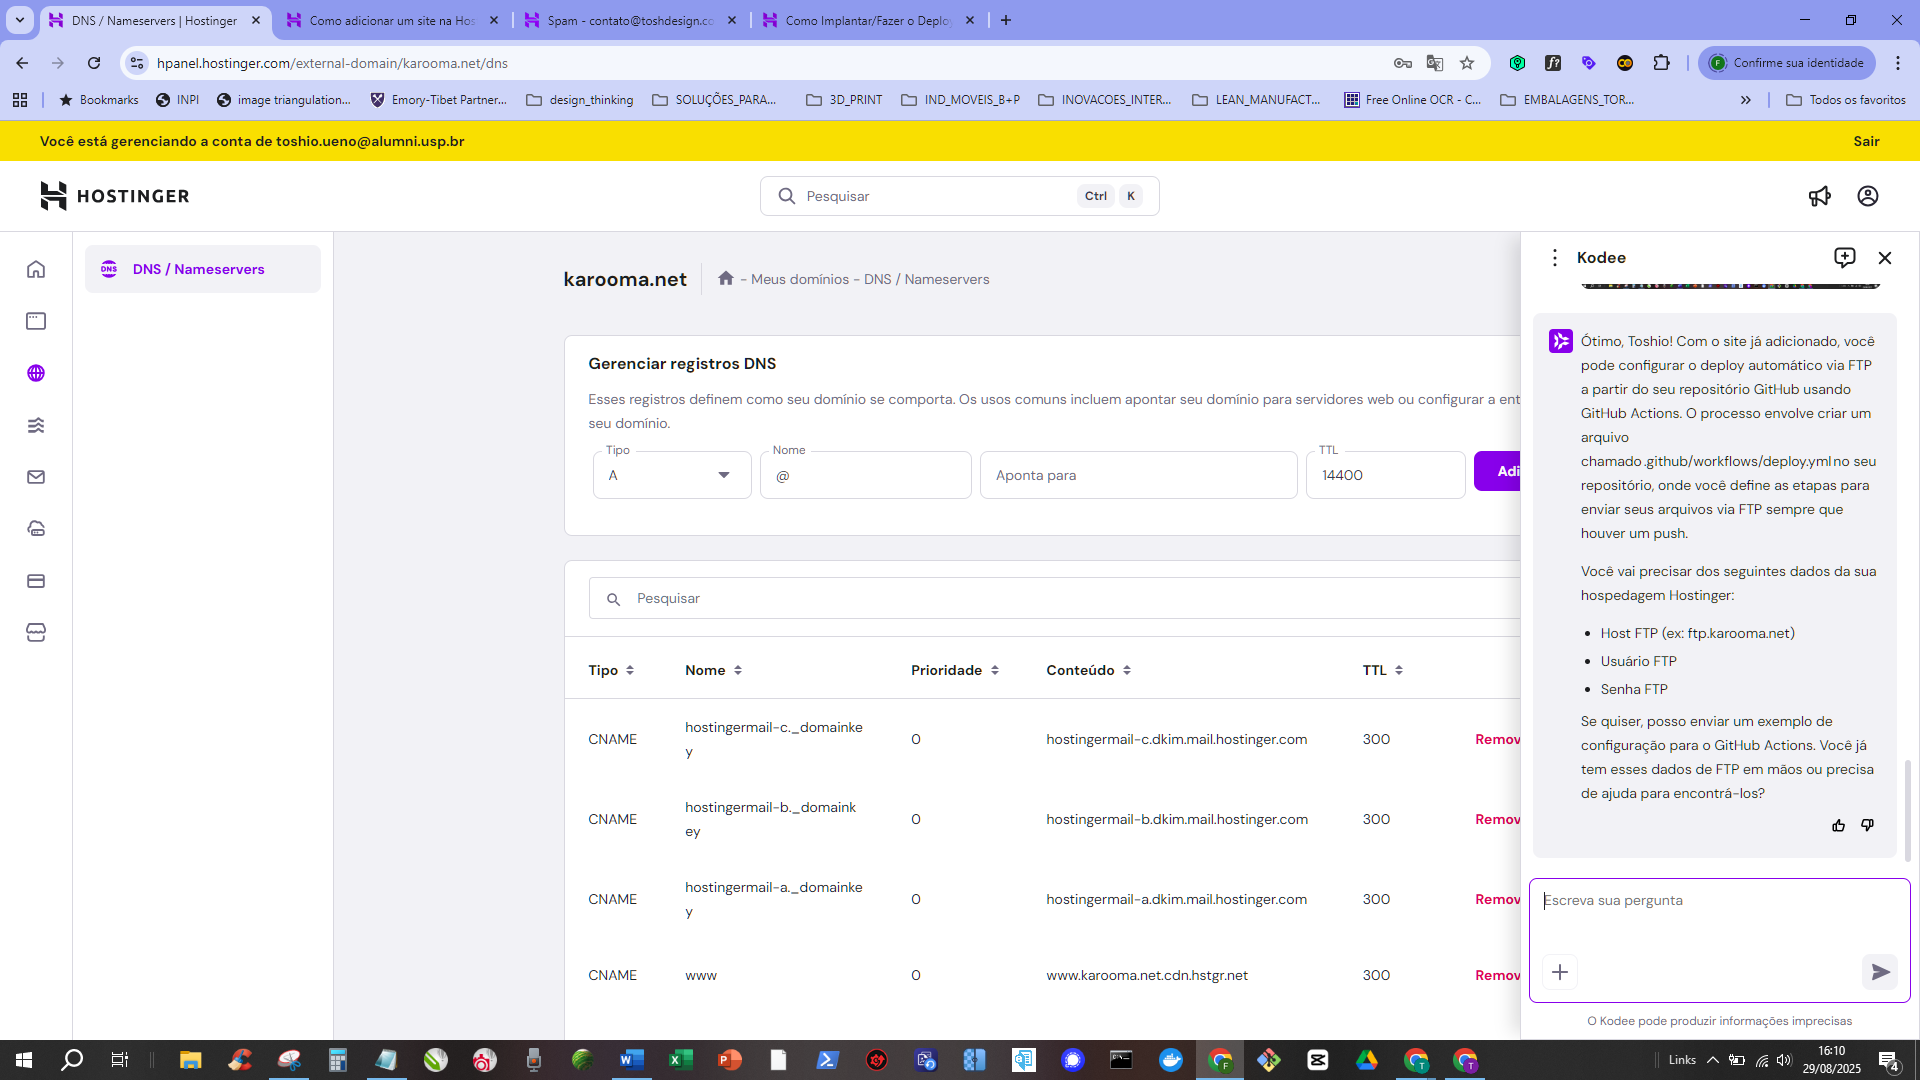 DNS / Nameservers | Hostinger
Como adicionar um site na Hos
Spam - contato@toshdesign.co
Como Implantar/Fazer o Deplo
hpanel.hostinger.com/external-domain/karooma.net/dns
Confirme sua identidade
Bookmarks
INPI
image triangulation...
Emory-Tibet Partner...
design_thinking
SOLUÇÕES_PARA...
3D_PRINT
IND_MOVEIS_B+P
INOVACOES_INTER...
LEAN_MANUFACT...
Free Online OCR - C...
EMBALAGENS_TOR...
Todos os favoritos
Você está gerenciando a conta de toshio.ueno@alumni.usp.br
Sair
HOSTINGER
Pesquisar
Ctrl
K
DNS / Nameservers
karooma.net
- Meus domínios - DNS / Nameservers
Gerenciar registros DNS
Esses registros definem como seu domínio se comporta. Os usos comuns incluem apontar seu domínio para servidores web ou configurar a ent
seu domínio.
Tipo
A
Nome
@
Aponta para
TTL
14400
Adi
Pesquisar
Tipo
Nome
Prioridade
Conteúdo
TTL
CNAME
hostingermail-c._domainke
y
0
hostingermail-c.dkim.mail.hostinger.com
300
Remov
CNAME
hostingermail-b._domaink
ey
0
hostingermail-b.dkim.mail.hostinger.com
300
Remov
CNAME
hostingermail-a._domainke
y
0
hostingermail-a.dkim.mail.hostinger.com
300
Remov
CNAME
www
0
www.karooma.net.cdn.hstgr.net
300
Remov
Kodee
Ótimo, Toshio! Com o site já adicionado, você
pode configurar o deploy automático via FTP
a partir do seu repositório GitHub usando
GitHub Actions. O processo envolve criar um
arquivo
chamado .github/workflows/deploy.yml no seu
repositório, onde você define as etapas para
enviar seus arquivos via FTP sempre que
houver um push.
Você vai precisar dos seguintes dados da sua
hospedagem Hostinger:
• Host FTP (ex: ftp.karooma.net)
• Usuário FTP
• Senha FTP
Se quiser, posso enviar um exemplo de
configuração para o GitHub Actions. Você já
tem esses dados de FTP em mãos ou precisa
de ajuda para encontrá-los?
Escreva sua pergunta
O Kodee pode produzir informações imprecisas
Links
16:10
29/08/2025
4